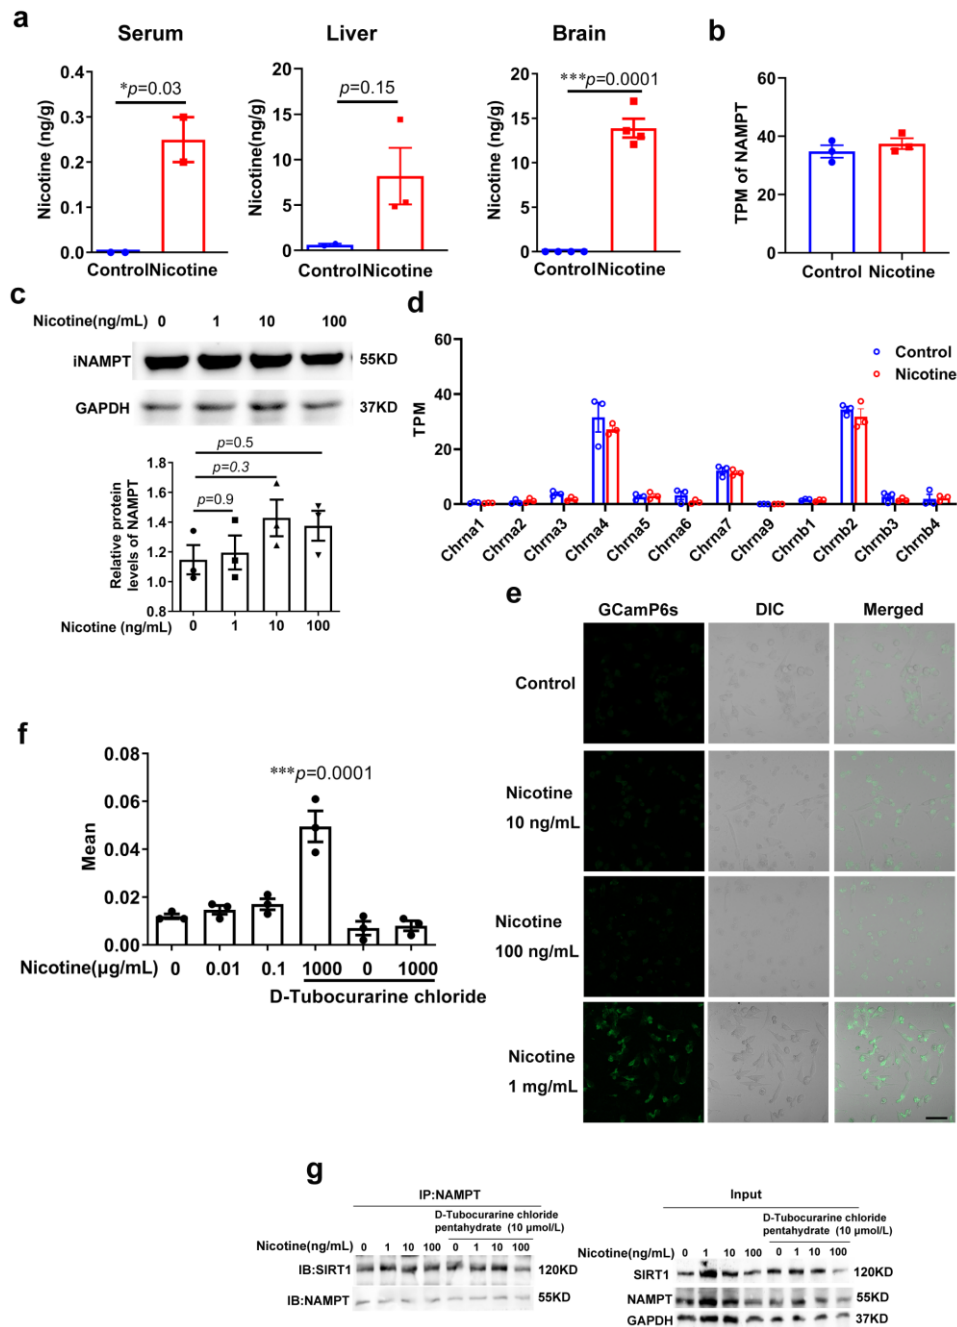 a
Serum
Nicotine (ng/g)
0.4
0.3
0.2
0.1
0.0
*p=0.03
Control Nicotine
Liver
Nicotine(ng/g)
20
15
10
5
0
p=0.15
Control Nicotine
Brain
Nicotine (ng/g)
20
15
10
5
0
***p=0.0001
Control Nicotine
b
TPM of NAMPT
60
40
20
0
Control Nicotine
c
Nicotine(ng/mL) 0 1 10 100
iNAMPT 55KD
GAPDH 37KD
Relative protein
levels of NAMPT
1.8
1.6
1.4
1.2
1.0
0.8
p=0.5
p=0.3
p=0.9
Nicotine (ng/mL) 0 1 10 100
d
TPM
60
40
20
0
Control
Nicotine
Chrna1 Chrna2 Chrna3 Chrna4 Chrna5 Chrna6 Chrna7 Chrna9 Chrnb1 Chrnb2 Chrnb3 Chrnb4
e
GCamP6s DIC Merged
Control
Nicotine
10 ng/mL
Nicotine
100 ng/mL
Nicotine
1 mg/mL
f
Mean
0.08
0.06
0.04
0.02
0.00
***p=0.0001
Nicotine(μg/mL) 0 0.01 0.1 1000 0 1000
D-Tubocurarine chloride
g
IP:NAMPT
D-Tubocurarine chloride
pentahydrate (10 μmol/L)
Nicotine(ng/mL) 0 1 10 100 0 1 10 100
IB:SIRT1 120KD
IB:NAMPT 55KD
Input
D-Tubocurarine chloride
pentahydrate (10 μmol/L)
Nicotine(ng/mL) 0 1 10 100 0 1 10 100
SIRT1 120KD
NAMPT 55KD
GAPDH 37KD